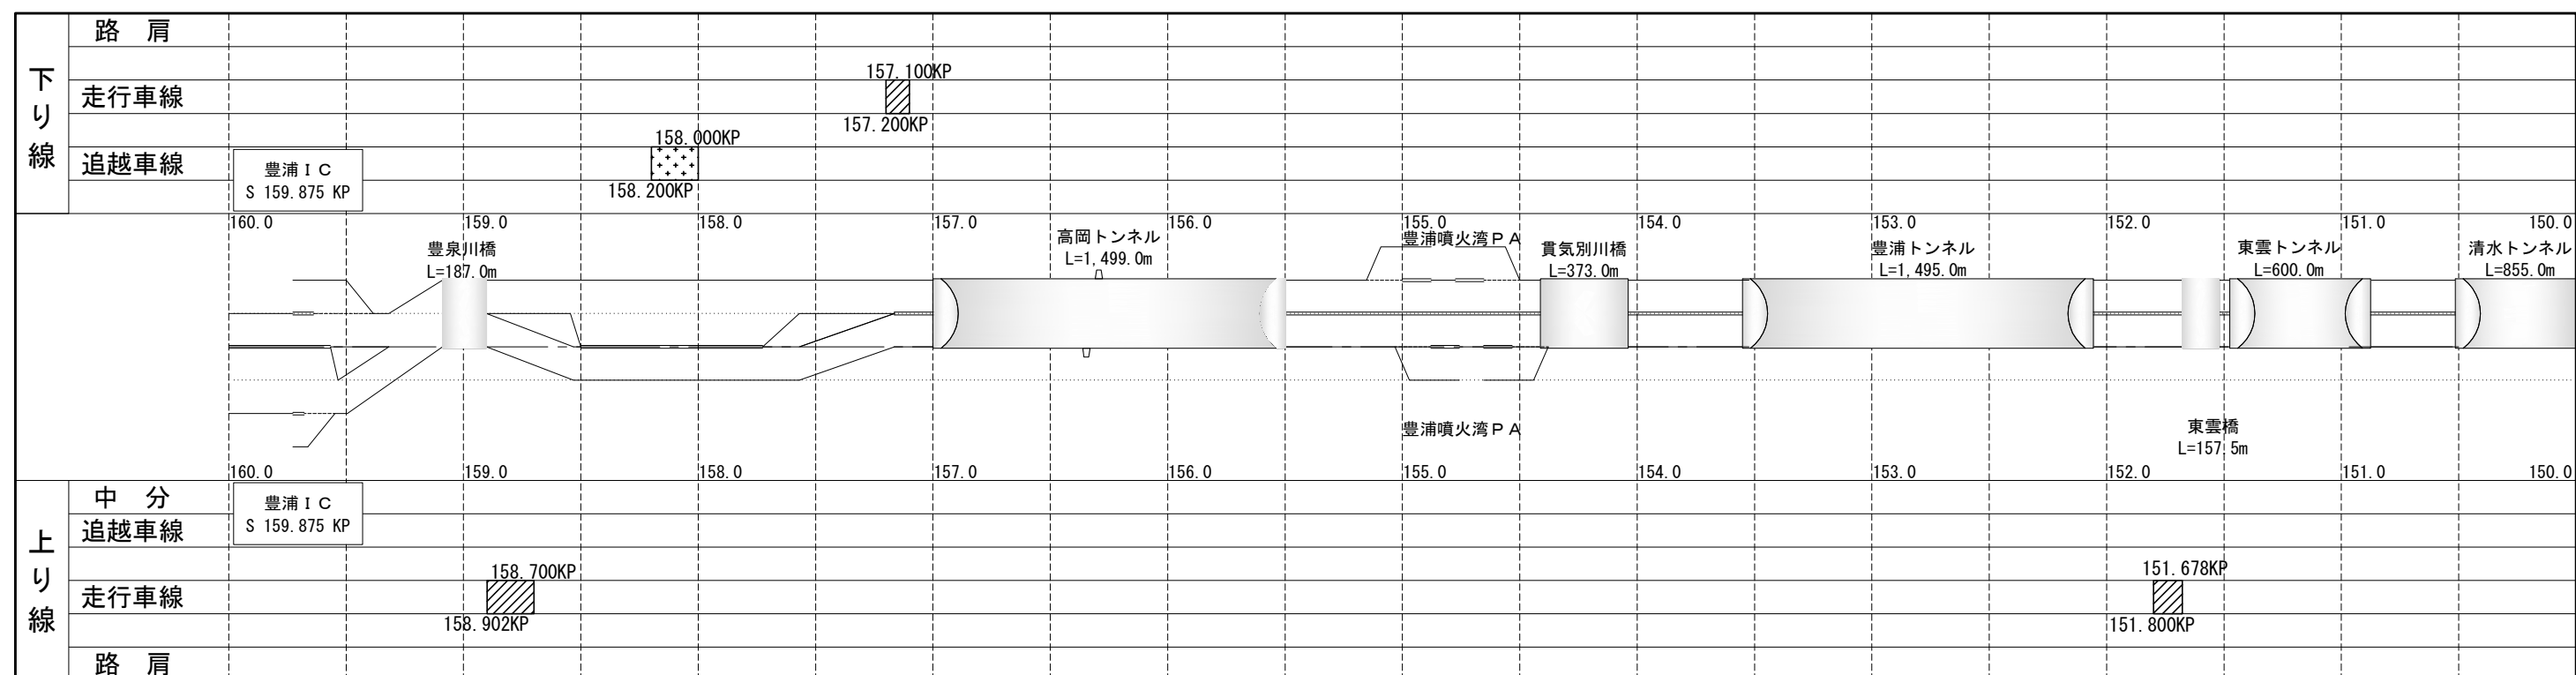 下り線
路 肩
157.100KP
走行車線
157.200KP
158.000KP
追越車線
158.200KP
豊浦IC
S 159.875 KP
160.0 159.0 158.0 157.0 156.0 155.0 154.0 153.0 152.0 151.0 150.0
豊泉川橋
L=187.0m
高岡トンネル
L=1,499.0m
豊浦噴火湾PA
貫気別川橋
L=373.0m
豊浦トンネル
L=1,495.0m
東雲トンネル
L=600.0m
清水トンネル
L=855.0m
豊浦噴火湾PA
東雲橋
L=157.5m
160.0 159.0 158.0 157.0 156.0 155.0 154.0 153.0 152.0 151.0 150.0
上り線
中 分
豊浦IC
S 159.875 KP
追越車線
158.700KP
151.678KP
走行車線
158.902KP
151.800KP
路 肩